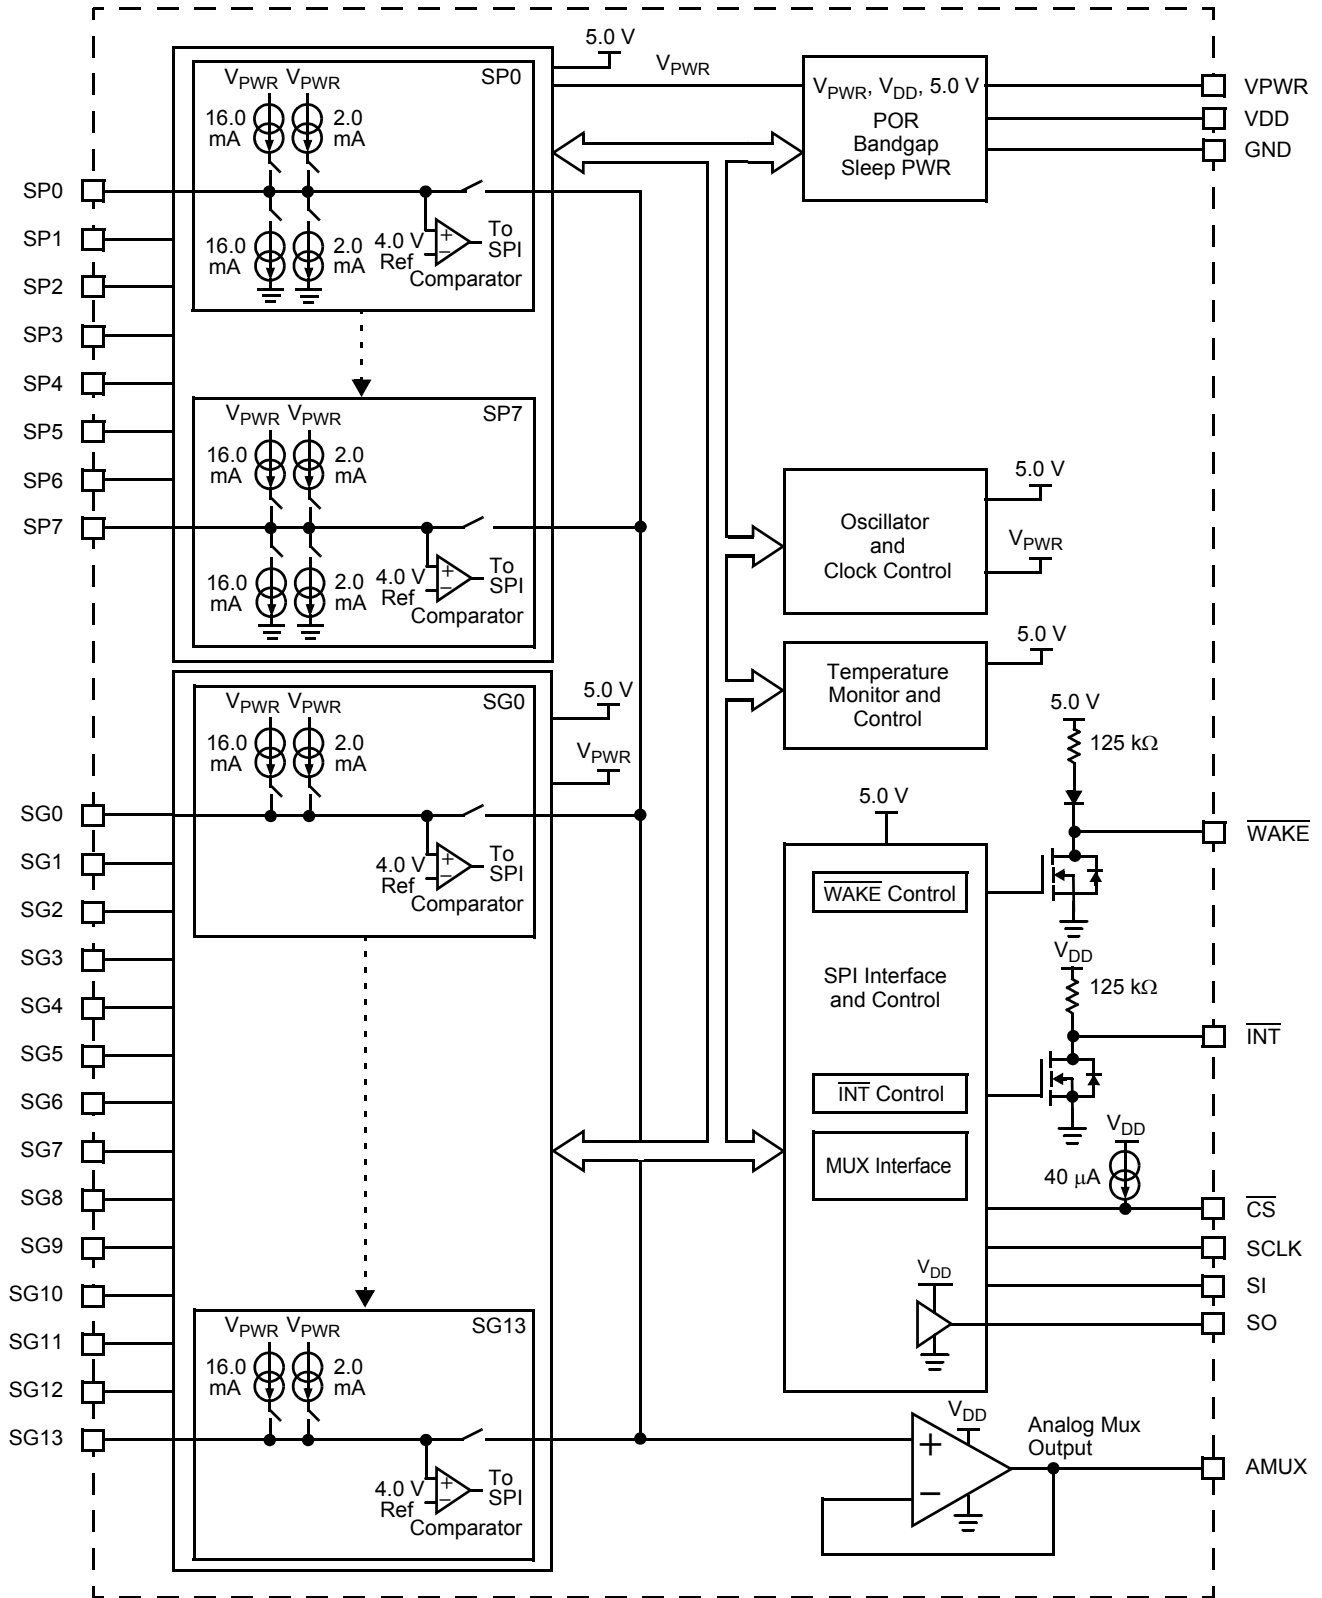 5.0 V
VPWR
SP0
VPWR VPWR
16.0 mA
2.0 mA
16.0 mA
2.0 mA
4.0 V Ref
+
−
To SPI
Comparator
SP7
VPWR VPWR
16.0 mA
2.0 mA
16.0 mA
2.0 mA
4.0 V Ref
+
−
To SPI
Comparator
SG0
VPWR VPWR
16.0 mA
2.0 mA
4.0 V Ref
+
−
To SPI
Comparator
5.0 V
VPWR
SG13
VPWR VPWR
16.0 mA
2.0 mA
4.0 V Ref
+
−
To SPI
Comparator
SP0
SP1
SP2
SP3
SP4
SP5
SP6
SP7
SG0
SG1
SG2
SG3
SG4
SG5
SG6
SG7
SG8
SG9
SG10
SG11
SG12
SG13
VPWR, VDD, 5.0 V
POR
Bandgap
Sleep PWR
5.0 V
VPWR
Oscillator
and
Clock Control
5.0 V
Temperature
Monitor and
Control
5.0 V
125 kΩ
5.0 V
WAKE Control
SPI Interface
and Control
VDD
125 kΩ
INT Control
MUX Interface
VDD
40 μA
VDD
VDD
+
−
Analog Mux
Output
VPWR
VDD
GND
WAKE
INT
CS
SCLK
SI
SO
AMUX